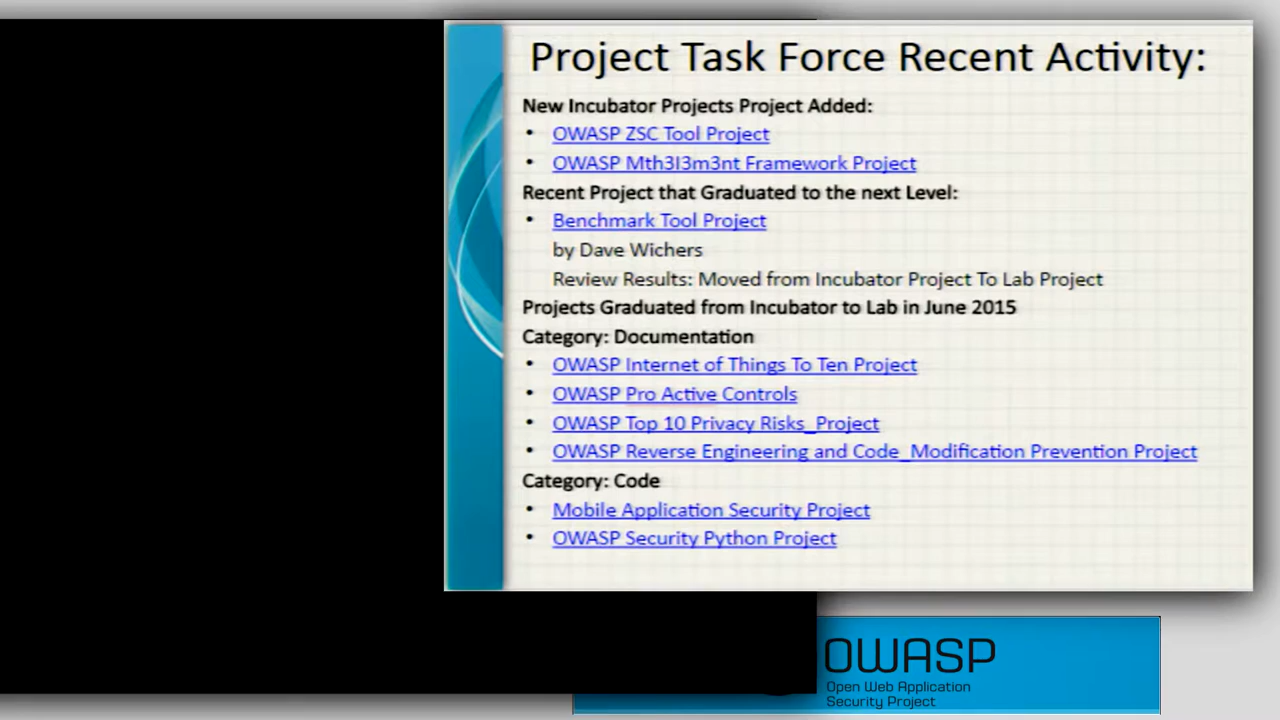 Project Task Force Recent Activity:
New Incubator Projects Project Added:
• OWASP ZSC Tool Project
• OWASP Mth3l3m3nt Framework Project
Recent Project that Graduated to the next Level:
• Benchmark Tool Project
by Dave Wichers
Review Results: Moved from Incubator Project To Lab Project
Projects Graduated from Incubator to Lab in June 2015
Category: Documentation
• OWASP Internet of Things To Ten Project
• OWASP Pro Active Controls
• OWASP Top 10 Privacy Risks_Project
• OWASP Reverse Engineering and Code_Modification Prevention Project
Category: Code
• Mobile Application Security Project
• OWASP Security Python Project
OWASP
Open Web Application
Security Project